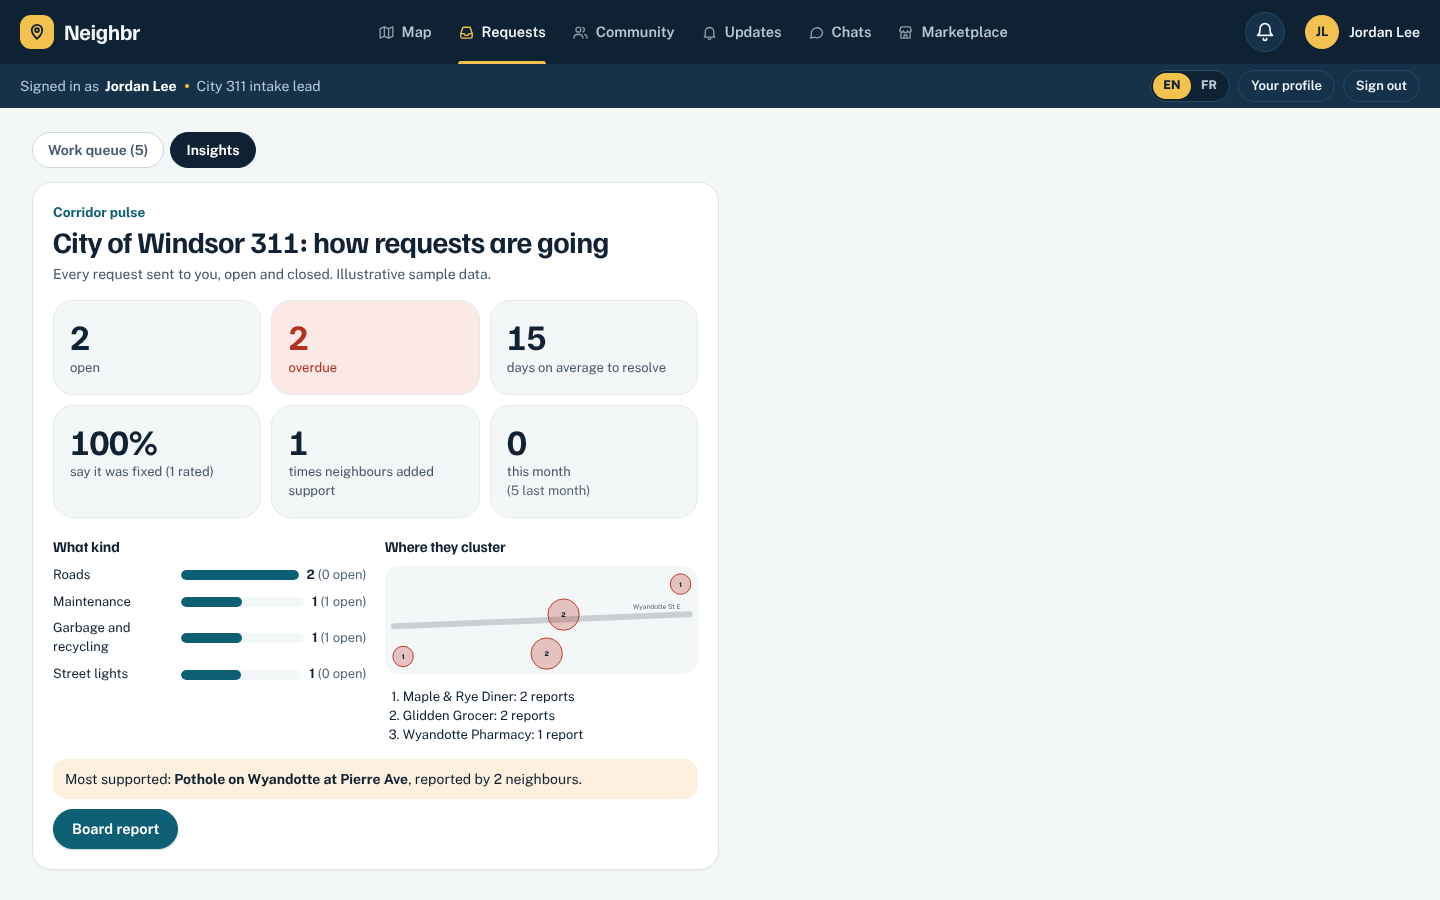 Neighbr
Map
Requests
Community
Updates
Chats
Marketplace
JL
Jordan Lee
Signed in as Jordan Lee • City 311 intake lead
EN
FR
Your profile
Sign out
Work queue (5)
Insights
Corridor pulse
City of Windsor 311: how requests are going
Every request sent to you, open and closed. Illustrative sample data.
2
open
2
overdue
15
days on average to resolve
100%
say it was fixed (1 rated)
1
times neighbours added
support
0
this month
(5 last month)
What kind
Roads
2 (0 open)
Maintenance
1 (1 open)
Garbage and
recycling
1 (1 open)
Street lights
1 (0 open)
Where they cluster
1
Wyandotte St E
2
2
1
1. Maple & Rye Diner: 2 reports
2. Glidden Grocer: 2 reports
3. Wyandotte Pharmacy: 1 report
Most supported: Pothole on Wyandotte at Pierre Ave, reported by 2 neighbours.
Board report